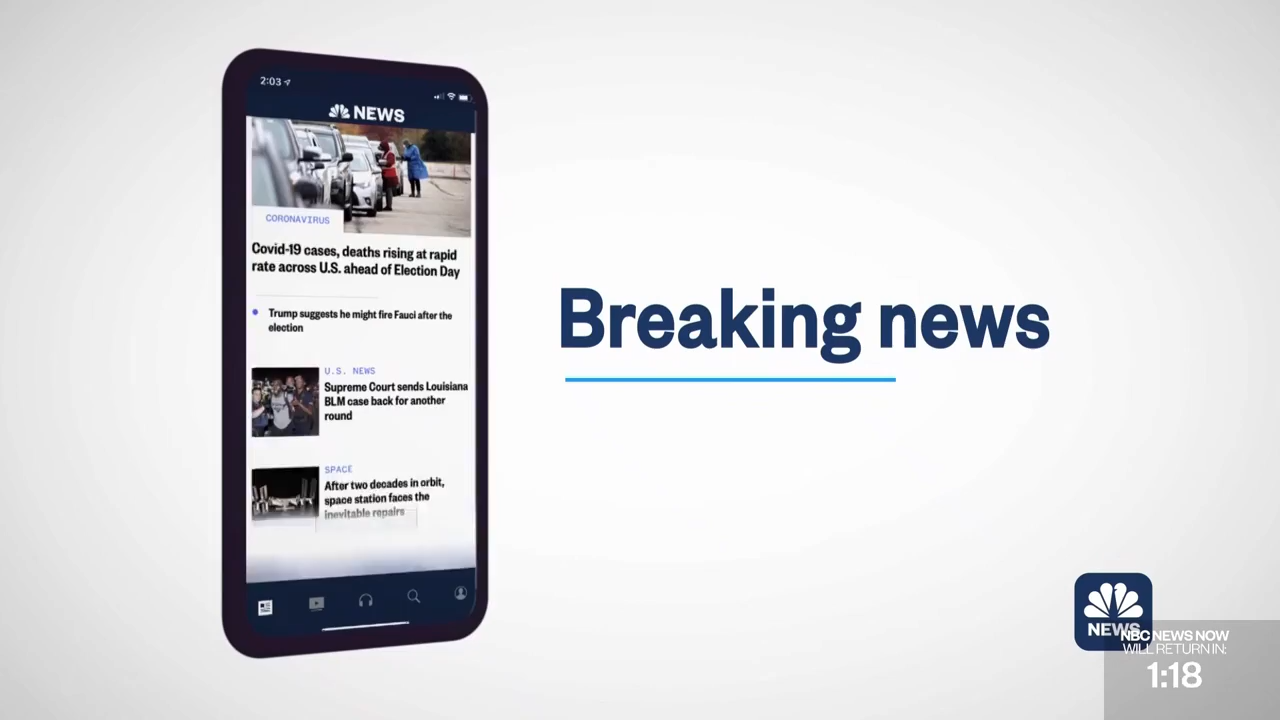 2:03
NEWS
CORONAVIRUS
Covid-19 cases, deaths rising at rapid
rate across U.S. ahead of Election Day
Trump suggests he might fire Fauci after the
election
U.S. NEWS
Supreme Court sends Louisiana
BLM case back for another
round
SPACE
After two decades in orbit,
space station faces the
inevitable repairs
Breaking news
NEWS
NBC NEWS NOW
WILL RETURN IN:
1:18